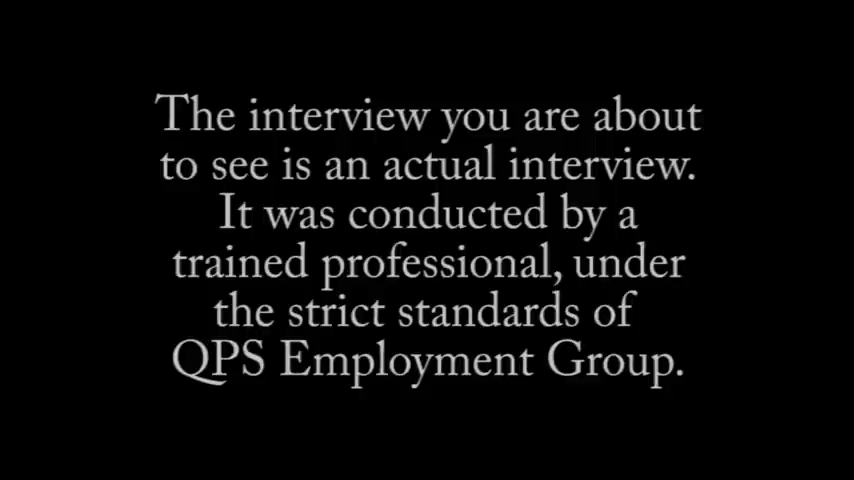 The interview you are about
to see is an actual interview.
It was conducted by a
trained professional, under
the strict standards of
QPS Employment Group.